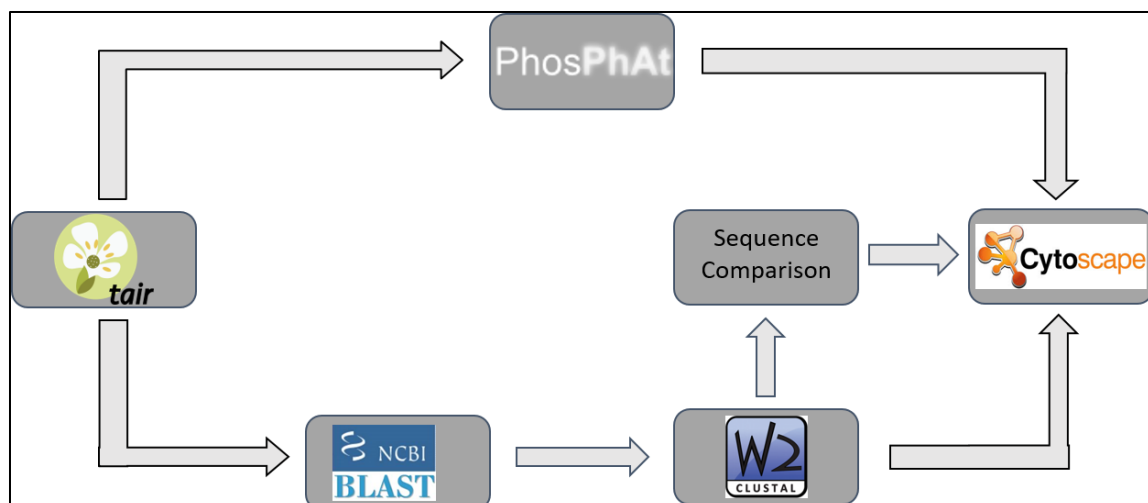 PhosPhAt
tair
Sequence
Comparison
Cytoscape
NCBI
BLAST
W2
CLUSTAL